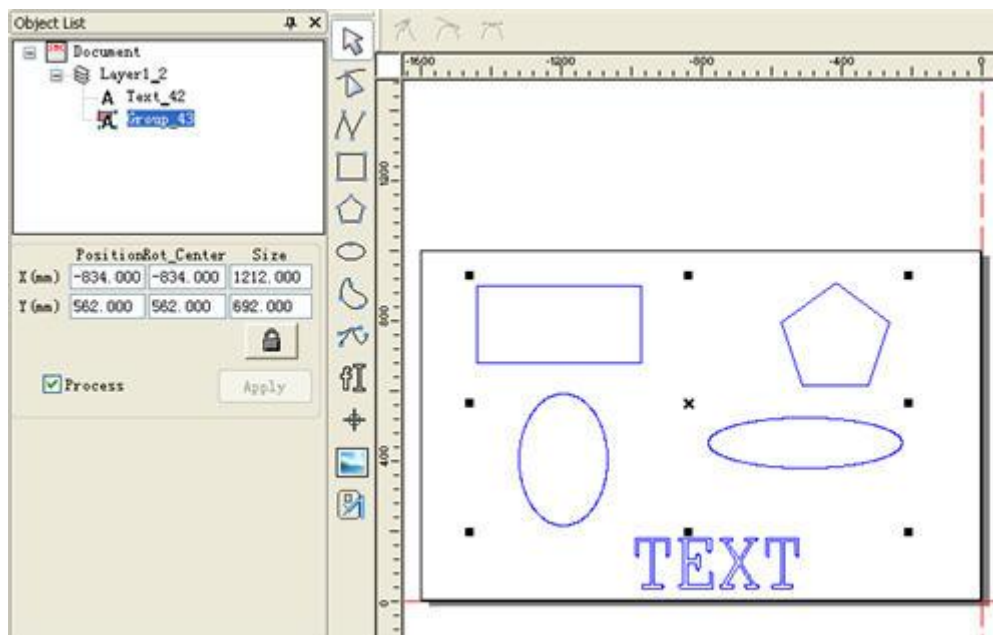 Object List
Document
Layer1_2
A Text_42
Group_43
Position Rot_Center Size
X(mm) -834.000 -834.000 1212.000
Y(mm) 562.000 562.000 692.000
Process Apply
-1600 -1200 -800 -400 0
1200
800
400
0
TEXT